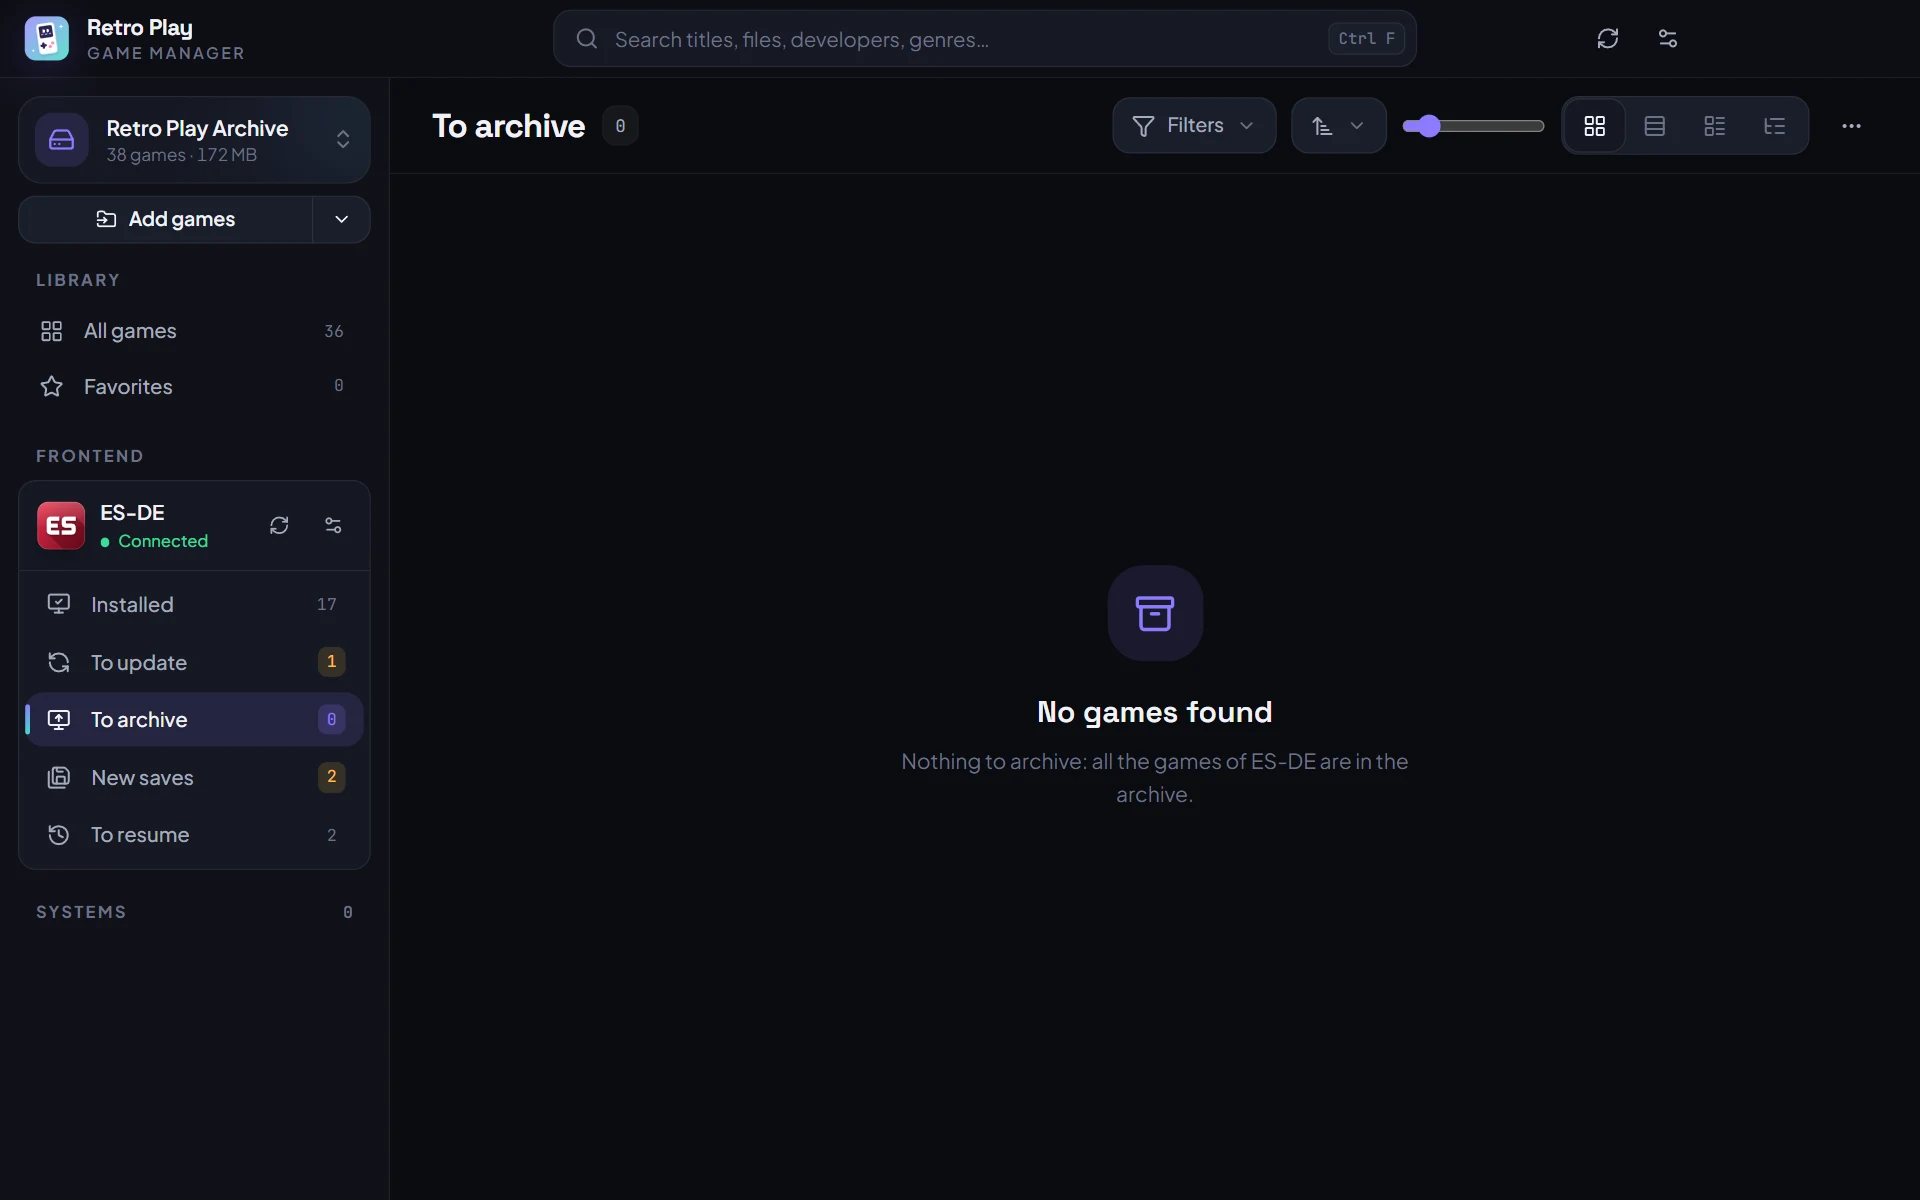 Retro Play
GAME MANAGER
Search titles, files, developers, genres…
Ctrl F
Retro Play Archive
38 games · 172 MB
Add games
LIBRARY
All games 36
Favorites 0
FRONTEND
ES
ES-DE
Connected
Installed 17
To update 1
To archive 0
New saves 2
To resume 2
SYSTEMS 0
To archive 0
Filters
No games found
Nothing to archive: all the games of ES-DE are in the
archive.